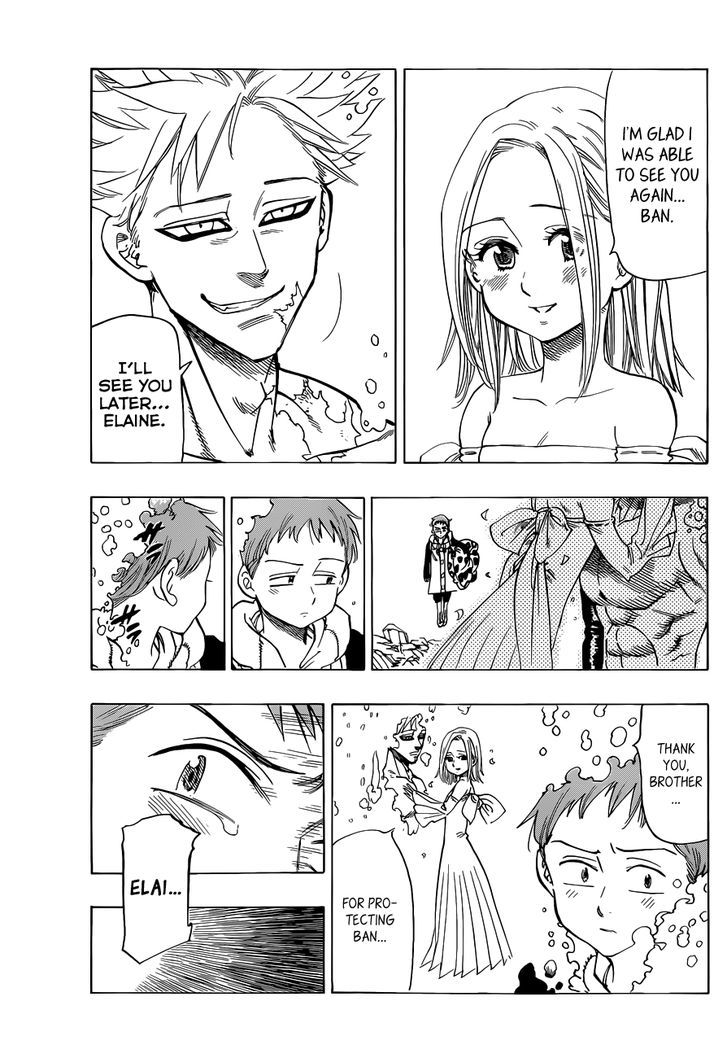 I'M GLAD I
WAS ABLE
TO SEE YOU
AGAIN...
BAN.
I'LL
SEE YOU
LATER...
ELAINE.
THANK
YOU,
BROTHER
...
FOR PRO-
TECTING
BAN...
ELAI...